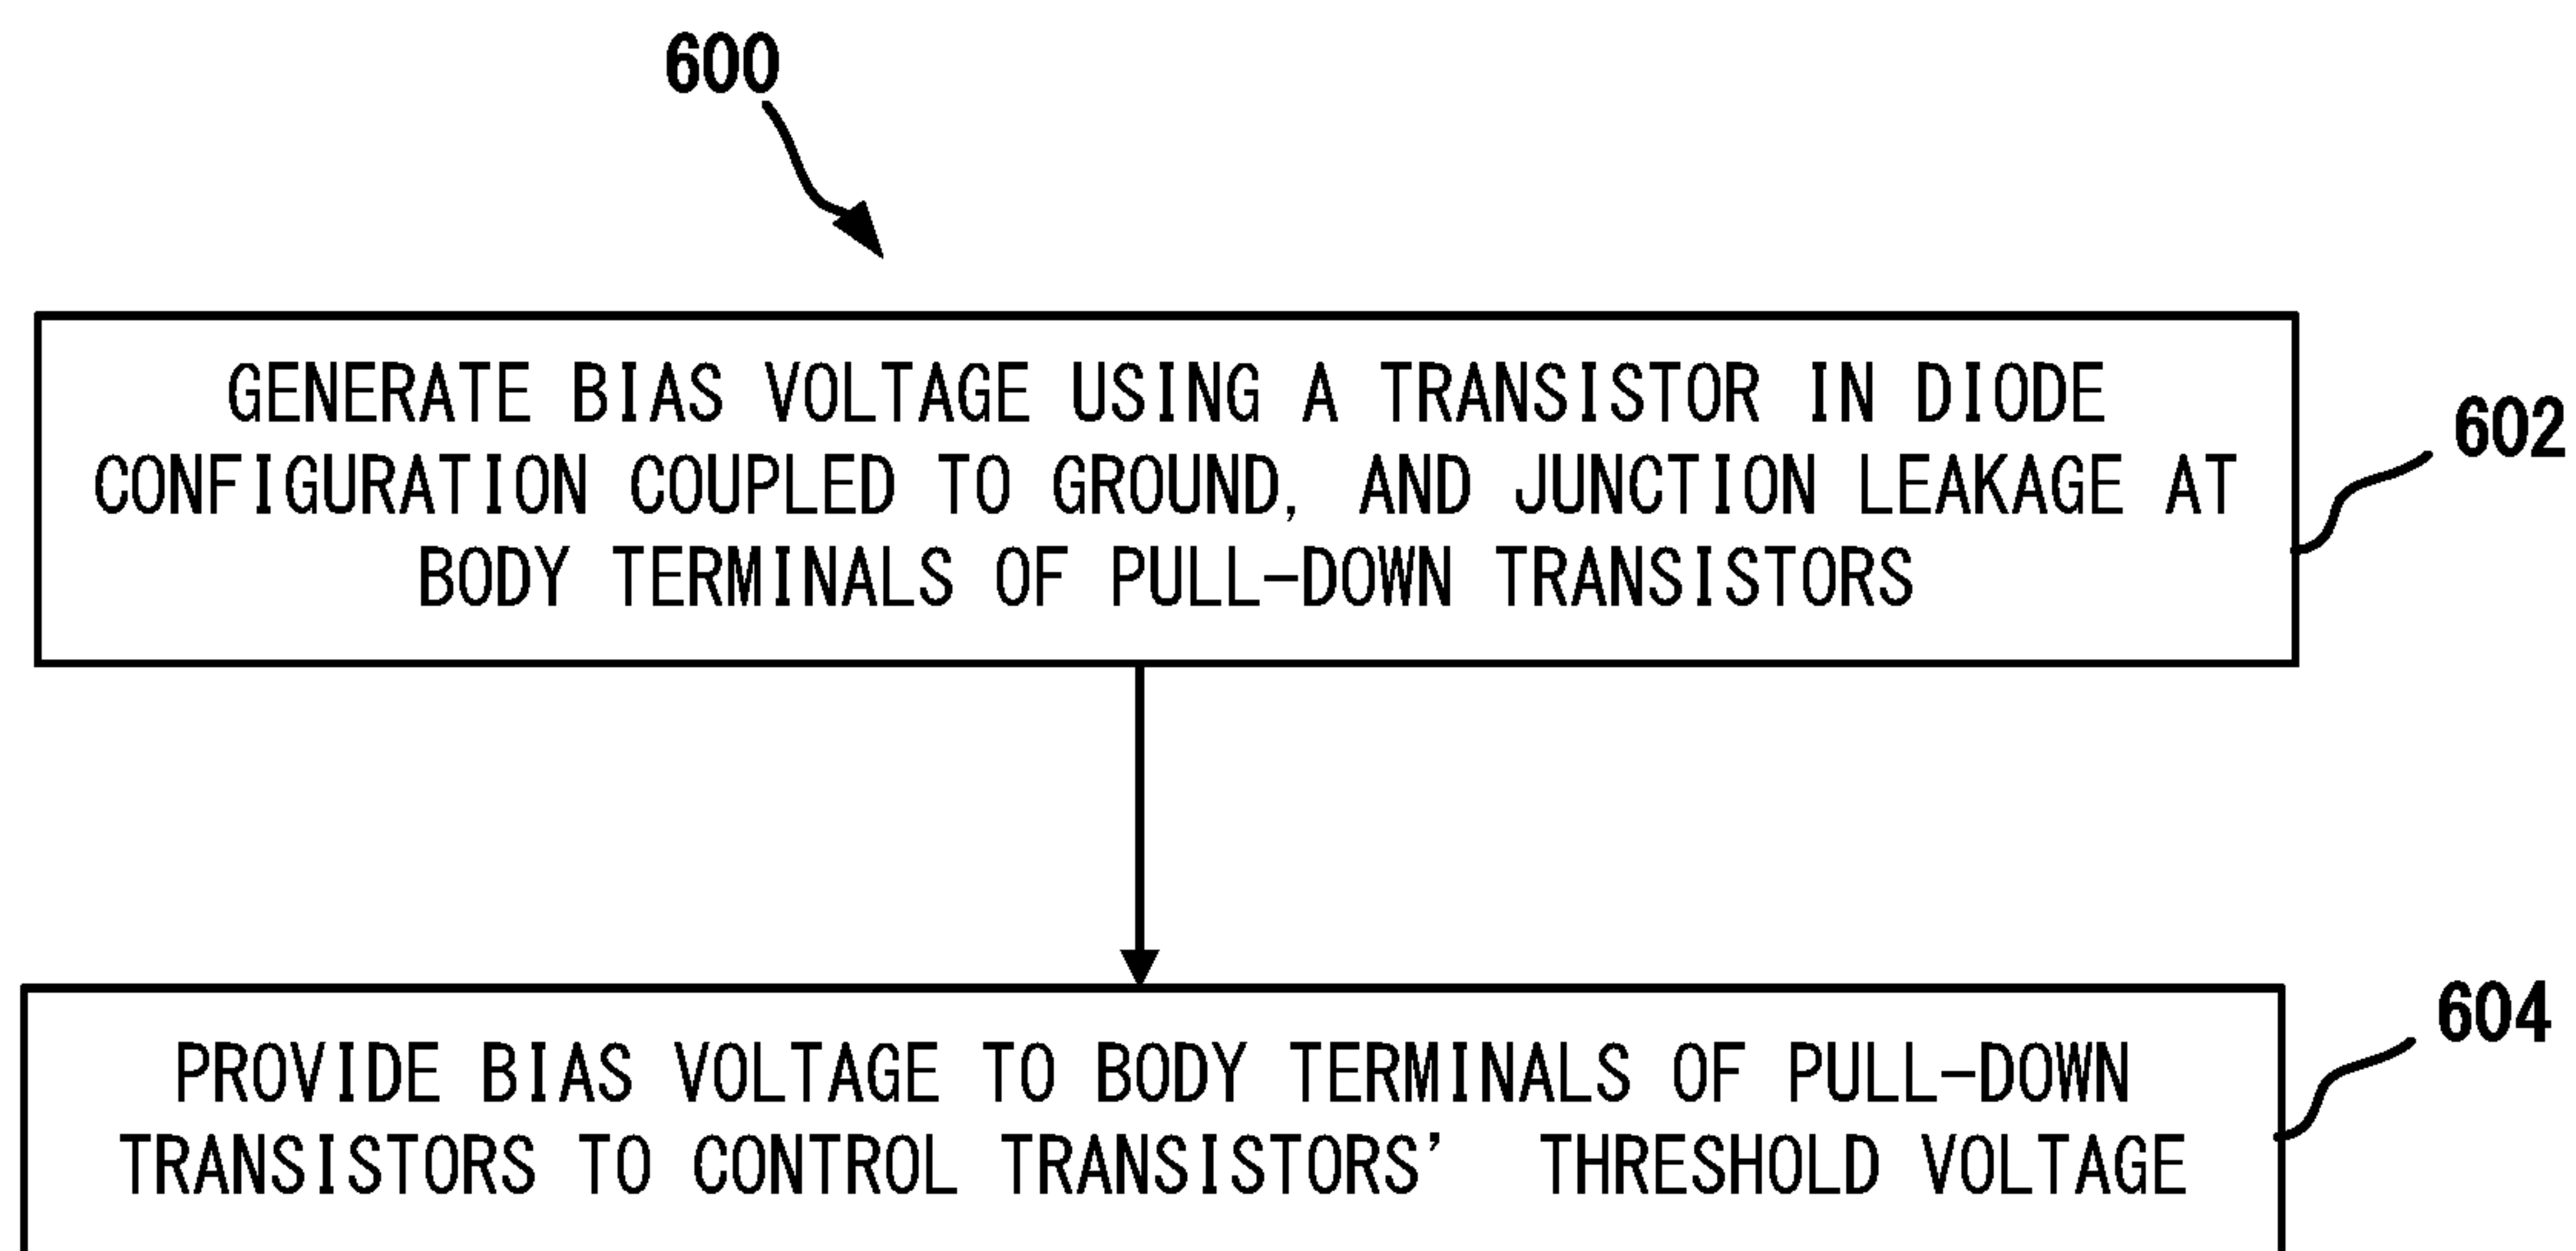 600
GENERATE BIAS VOLTAGE USING A TRANSISTOR IN DIODE
CONFIGURATION COUPLED TO GROUND, AND JUNCTION LEAKAGE AT
BODY TERMINALS OF PULL-DOWN TRANSISTORS
602
PROVIDE BIAS VOLTAGE TO BODY TERMINALS OF PULL-DOWN
TRANSISTORS TO CONTROL TRANSISTORS' THRESHOLD VOLTAGE
604